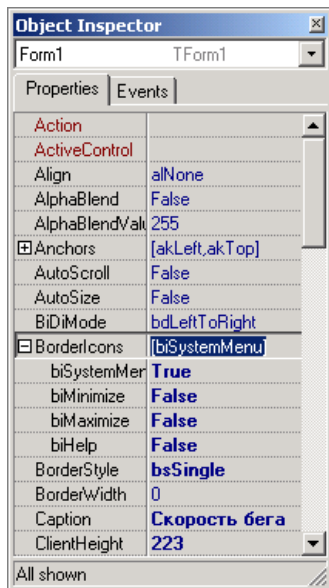 Object Inspector
Form1 TForm1
Properties Events
Action
ActiveControl
Align alNone
AlphaBlend False
AlphaBlendValu 255
Anchors [akLeft,akTop]
AutoScroll False
AutoSize False
BiDiMode bdLeftToRight
BorderIcons [biSystemMenu]
biSystemMer True
biMinimize False
biMaximize False
biHelp False
BorderStyle bsSingle
BorderWidth 0
Caption Скорость бега
ClientHeight 223
All shown